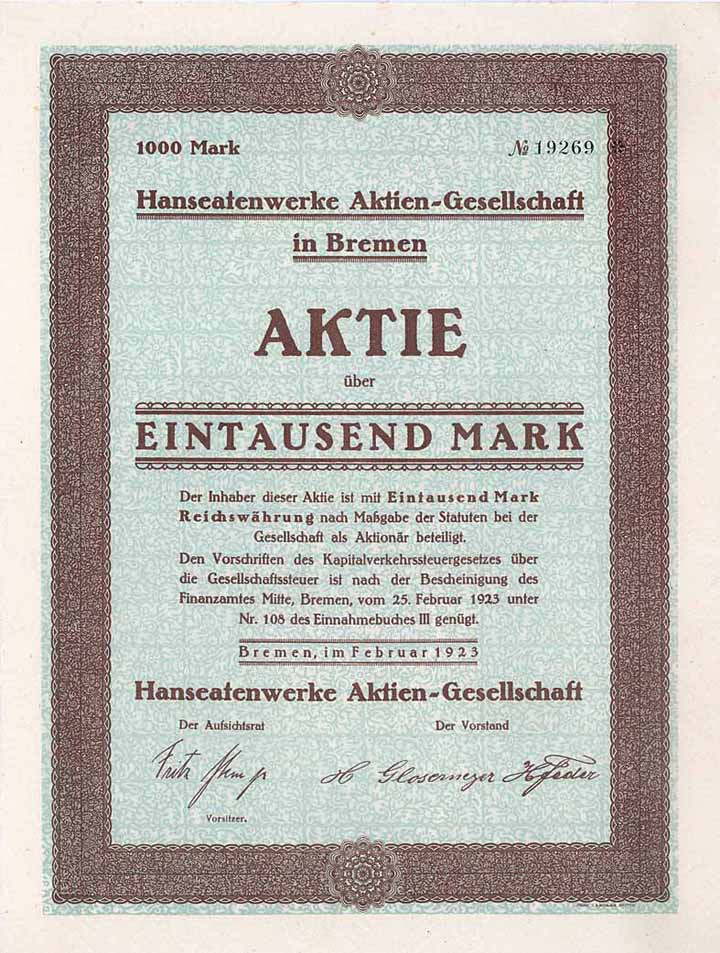 1000 Mark
№ 19269 *
Hanseatenwerke Aktien-Gesellschaft
in Bremen
AKTIE
über
EINTAUSEND MARK
Der Inhaber dieser Aktie ist mit Eintausend Mark
Reichswährung nach Maßgabe der Statuten bei der
Gesellschaft als Aktionär beteiligt.
Den Vorschriften des Kapitalverkehrssteuergesetzes über
die Gesellschaftssteuer ist nach der Bescheinigung des
Finanzamtes Mitte, Bremen, vom 25. Februar 1923 unter
Nr. 108 des Einnahmebuches III genügt.
Bremen, im Februar 1923
Hanseatenwerke Aktien-Gesellschaft
Der Aufsichtsrat Der Vorstand
Fritz H Glosemeyer
Vorsitzer.